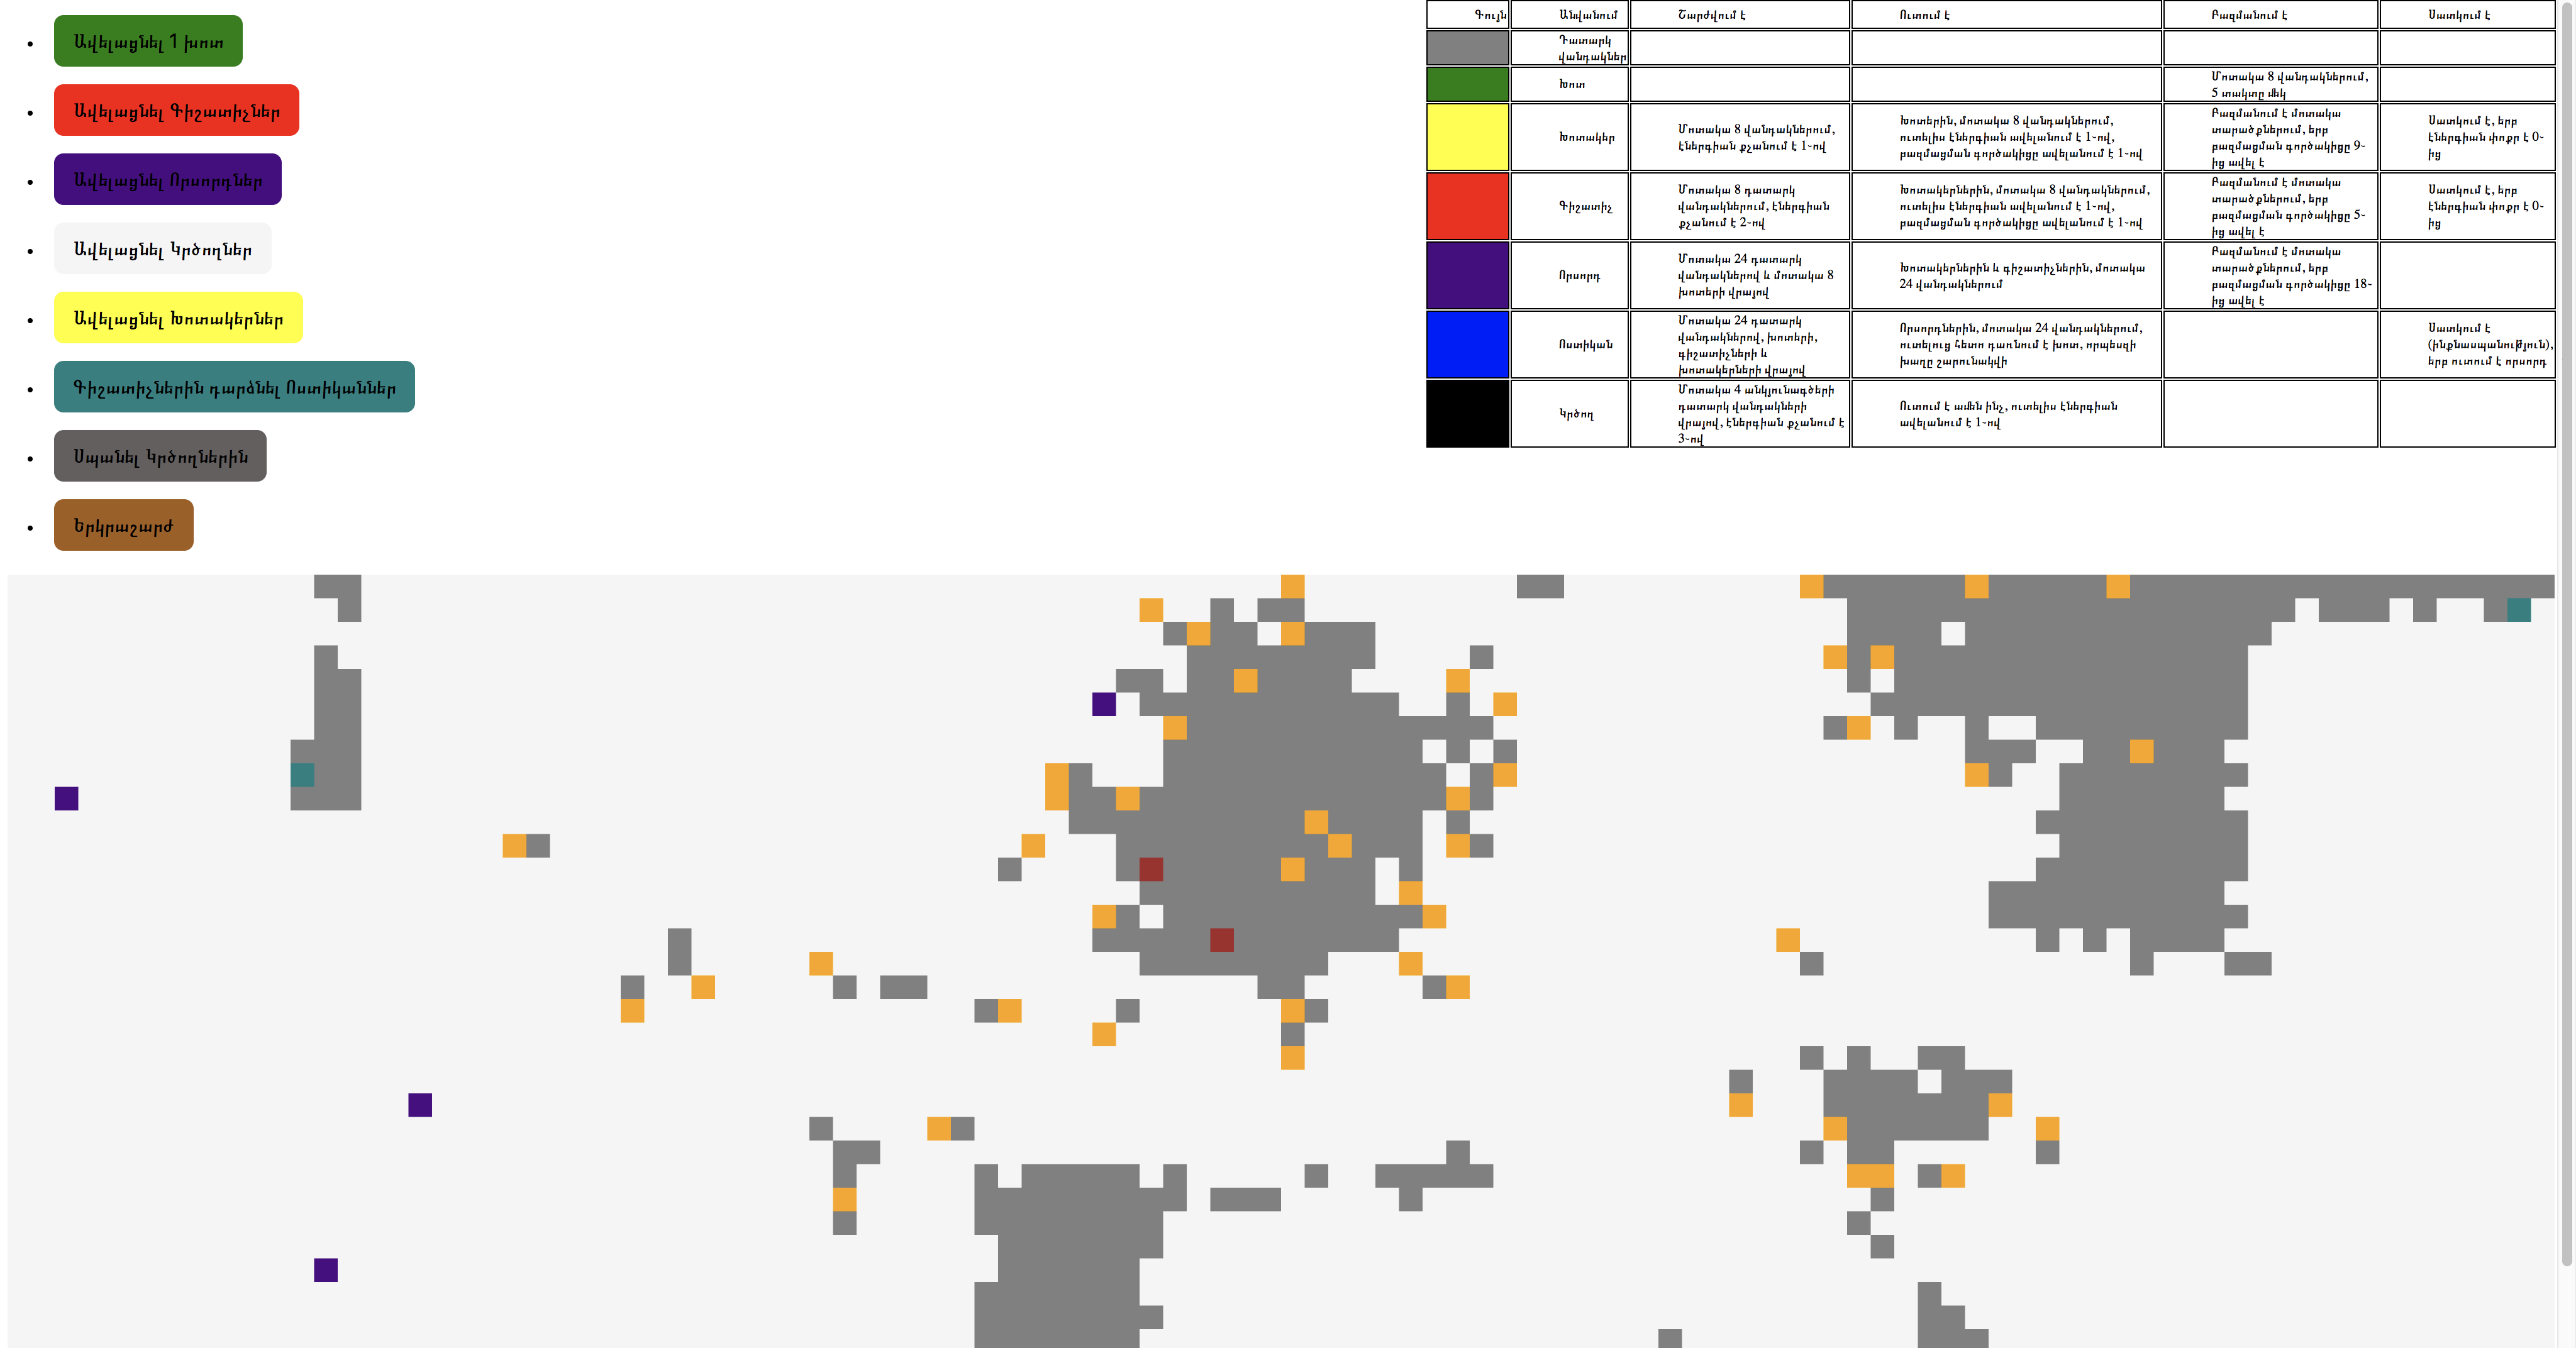 Ավելացնել 1 խոտ
Ավելացնել Գիշատիչներ
Ավելացնել Որսորդներ
Ավելացնել Կրծողներ
Ավելացնել Խոտակերներ
Գիշատիչներին դարձնել Ոստիկաններ
Սպանել Կրծողներին
Երկրաշարժ
Գույն Անվանում Շարժվում է Ուտում է Բազմանում է Սատկում է
Դատարկ
վանդակներ
Խոտ
Մոտակա 8 վանդակներում,
5 տակտը մեկ
Խոտակեր
Մոտակա 8 վանդակներում,
էներգիան քչանում է 1-ով
Խոտերին, մոտակա 8 վանդակներում,
ուտելիս էներգիան ավելանում է 1-ով,
բազմացման գործակիցը ավելանում է 1-ով
Բազմանում է մոտակա
տարածքներում, երբ
բազմացման գործակիցը 9-
ից ավել է
Սատկում է, երբ
էներգիան փոքր է 0-
ից
Գիշատիչ
Մոտակա 8 դատարկ
վանդակներում, էներգիան
քչանում է 2-ով
Խոտակերներին, մոտակա 8 վանդակներում,
ուտելիս էներգիան ավելանում է 1-ով,
բազմացման գործակիցը ավելանում է 1-ով
Բազմանում է մոտակա
տարածքներում, երբ
բազմացման գործակիցը 5-
ից ավել է
Սատկում է, երբ
էներգիան փոքր է 0-
ից
Որսորդ
Մոտակա 24 դատարկ
վանդակներով և մոտակա 8
խոտերի վրայով
Խոտակերներին և գիշատիչներին, մոտակա
24 վանդակներում
Բազմանում է մոտակա
տարածքներում, երբ
բազմացման գործակիցը 18-
ից ավել է
Ոստիկան
Մոտակա 24 դատարկ
վանդակներով, խոտերի,
գիշատիչների և
խոտակերների վրայով
Որսորդներին, մոտակա 24 վանդակներում,
ուտելուց հետո դառնում է խոտ, որպեսզի
խաղը շարունակվի
Սատկում է
(ինքնասպանություն),
երբ ուտում է որսորդ
Կրծող
Մոտակա 4 անկյունագծերի
դատարկ վանդակների
վրայով, էներգիան քչանում է
3-ով
Ուտում է ամեն ինչ, ուտելիս էներգիան
ավելանում է 1-ով